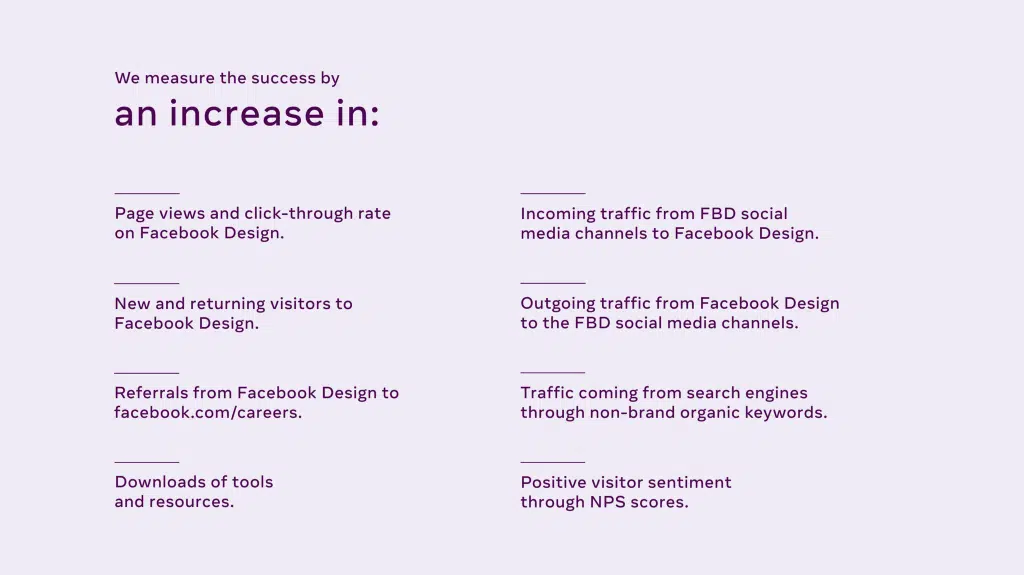 We measure the success by
an increase in:
Page views and click-through rate
on Facebook Design.
New and returning visitors to
Facebook Design.
Referrals from Facebook Design to
facebook.com/careers.
Downloads of tools
and resources.
Incoming traffic from FBD social
media channels to Facebook Design.
Outgoing traffic from Facebook Design
to the FBD social media channels.
Traffic coming from search engines
through non-brand organic keywords.
Positive visitor sentiment
through NPS scores.